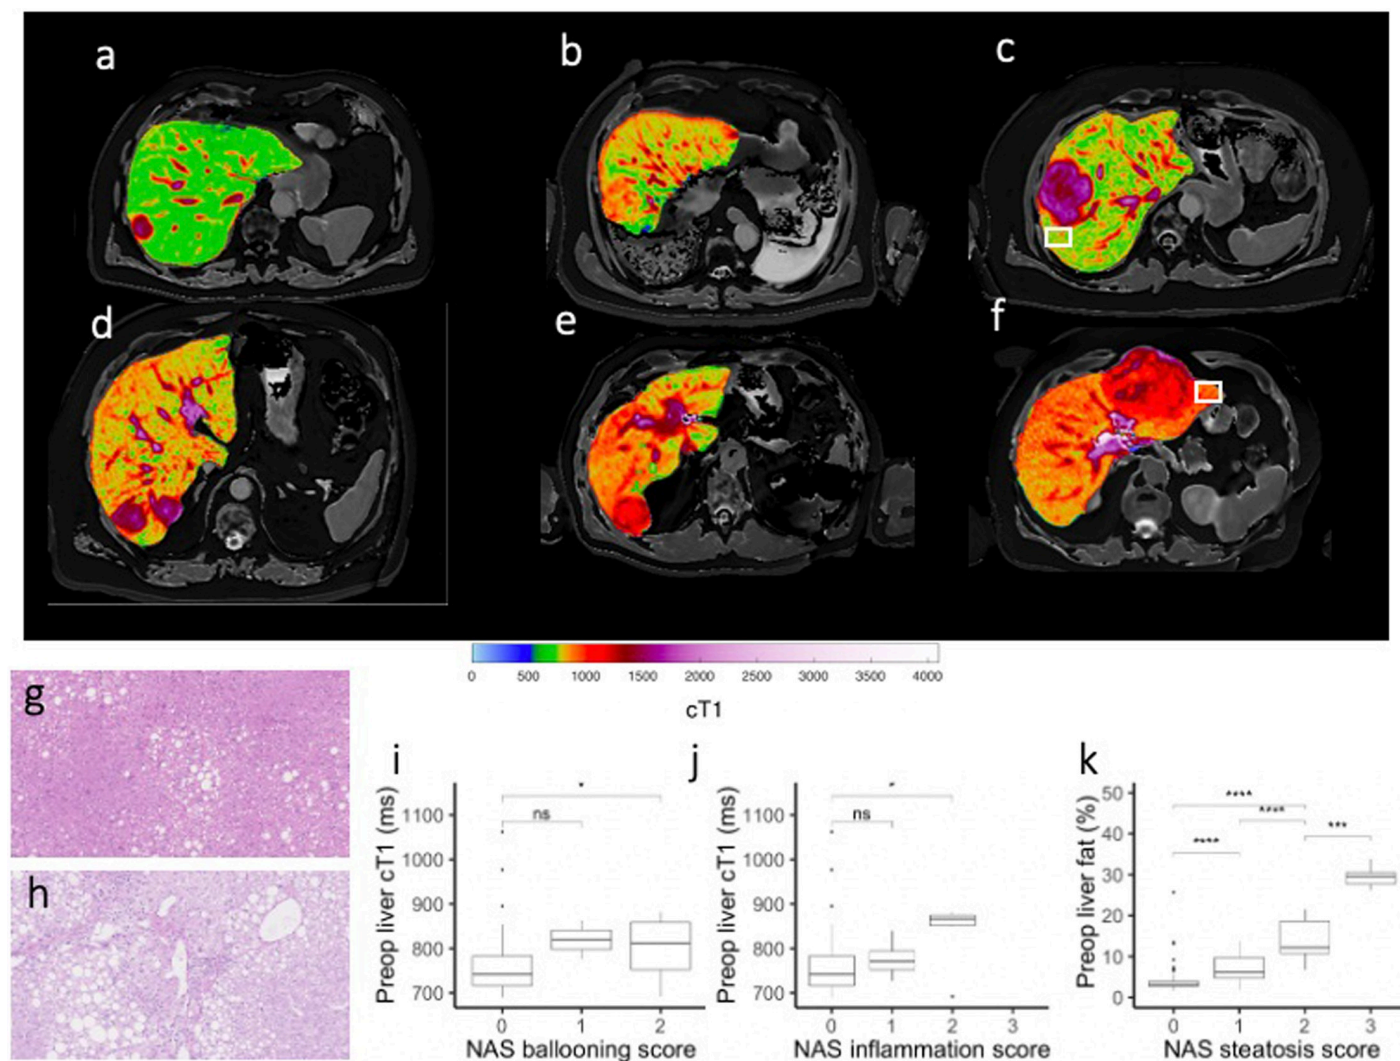 a
b
c
d
e
f
0 500 1000 1500 2000 2500 3000 3500 4000
cT1
g
h
i
Preop liver cT1 (ms)
1100
1000
900
800
700
*
ns
0 1 2
NAS ballooning score
j
Preop liver cT1 (ms)
1100
1000
900
800
700
*
ns
0 1 2 3
NAS inflammation score
k
Preop liver fat (%)
50
40
30
20
10
0
****
****
***
****
0 1 2 3
NAS steatosis score